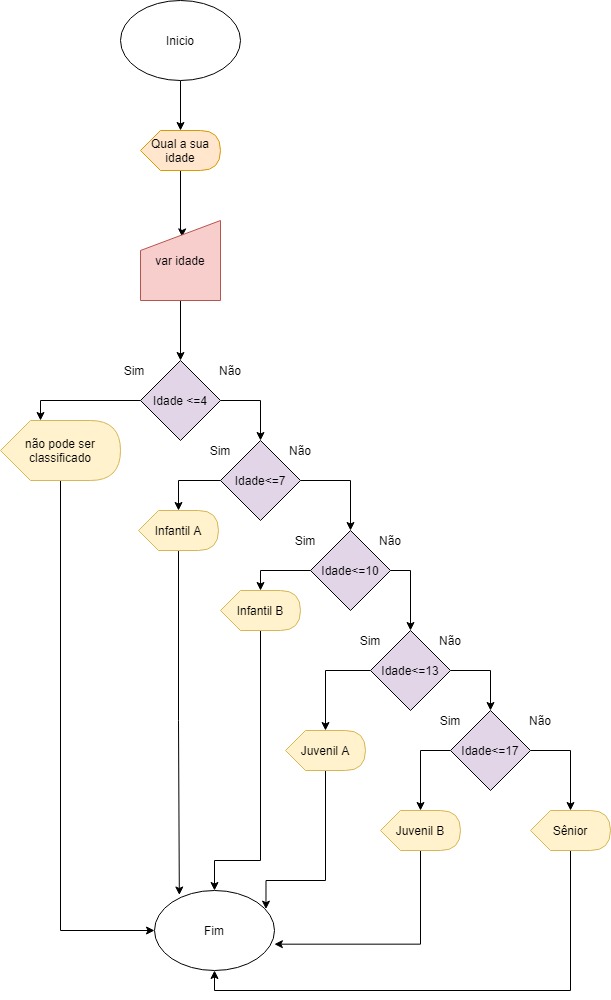 Inicio
Qual a sua
idade
var idade
Sim
Não
Idade <=4
não pode ser
classificado
Sim
Não
Idade<=7
Infantil A
Sim
Não
Idade<=10
Infantil B
Sim
Não
Idade<=13
Juvenil A
Sim
Não
Idade<=17
Juvenil B
Sênior
Fim